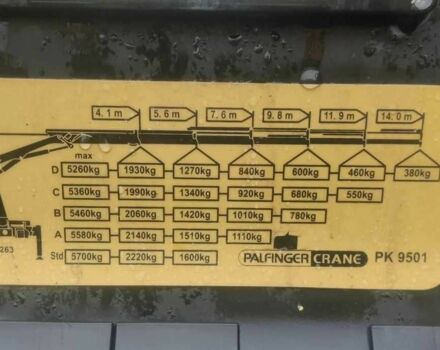 4.1 m 5.6 m 7.6 m 9.8 m 11.9 m 14.0 m
max
D 5260kg 1930kg 1270kg 840kg 600kg 460kg 380kg
C 5360kg 1990kg 1340kg 920kg 680kg 550kg
B 5460kg 2060kg 1420kg 1010kg 780kg
A 5580kg 2140kg 1510kg 1110kg
263
Std 5700kg 2220kg 1600kg
PALFINGER CRANE PK 9501